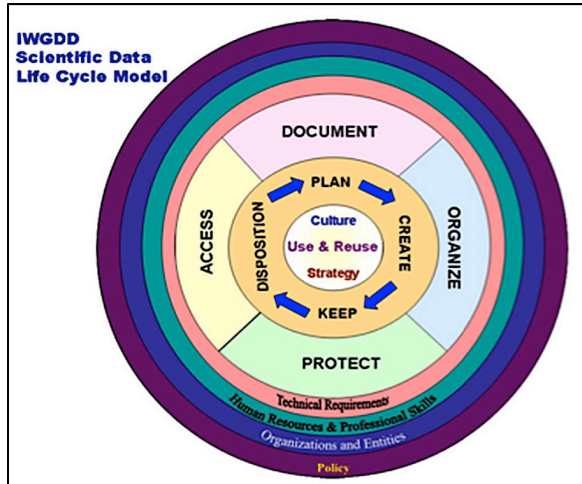 IWGDD
Scientific Data
Life Cycle Model
DOCUMENT
PLAN
ACCESS
DISPOSITION
Culture
Use & Reuse
Strategy
CREATE
ORGANIZE
KEEP
PROTECT
Technical Requirements
Human Resources & Professional Skills
Organizations and Entities
Policy